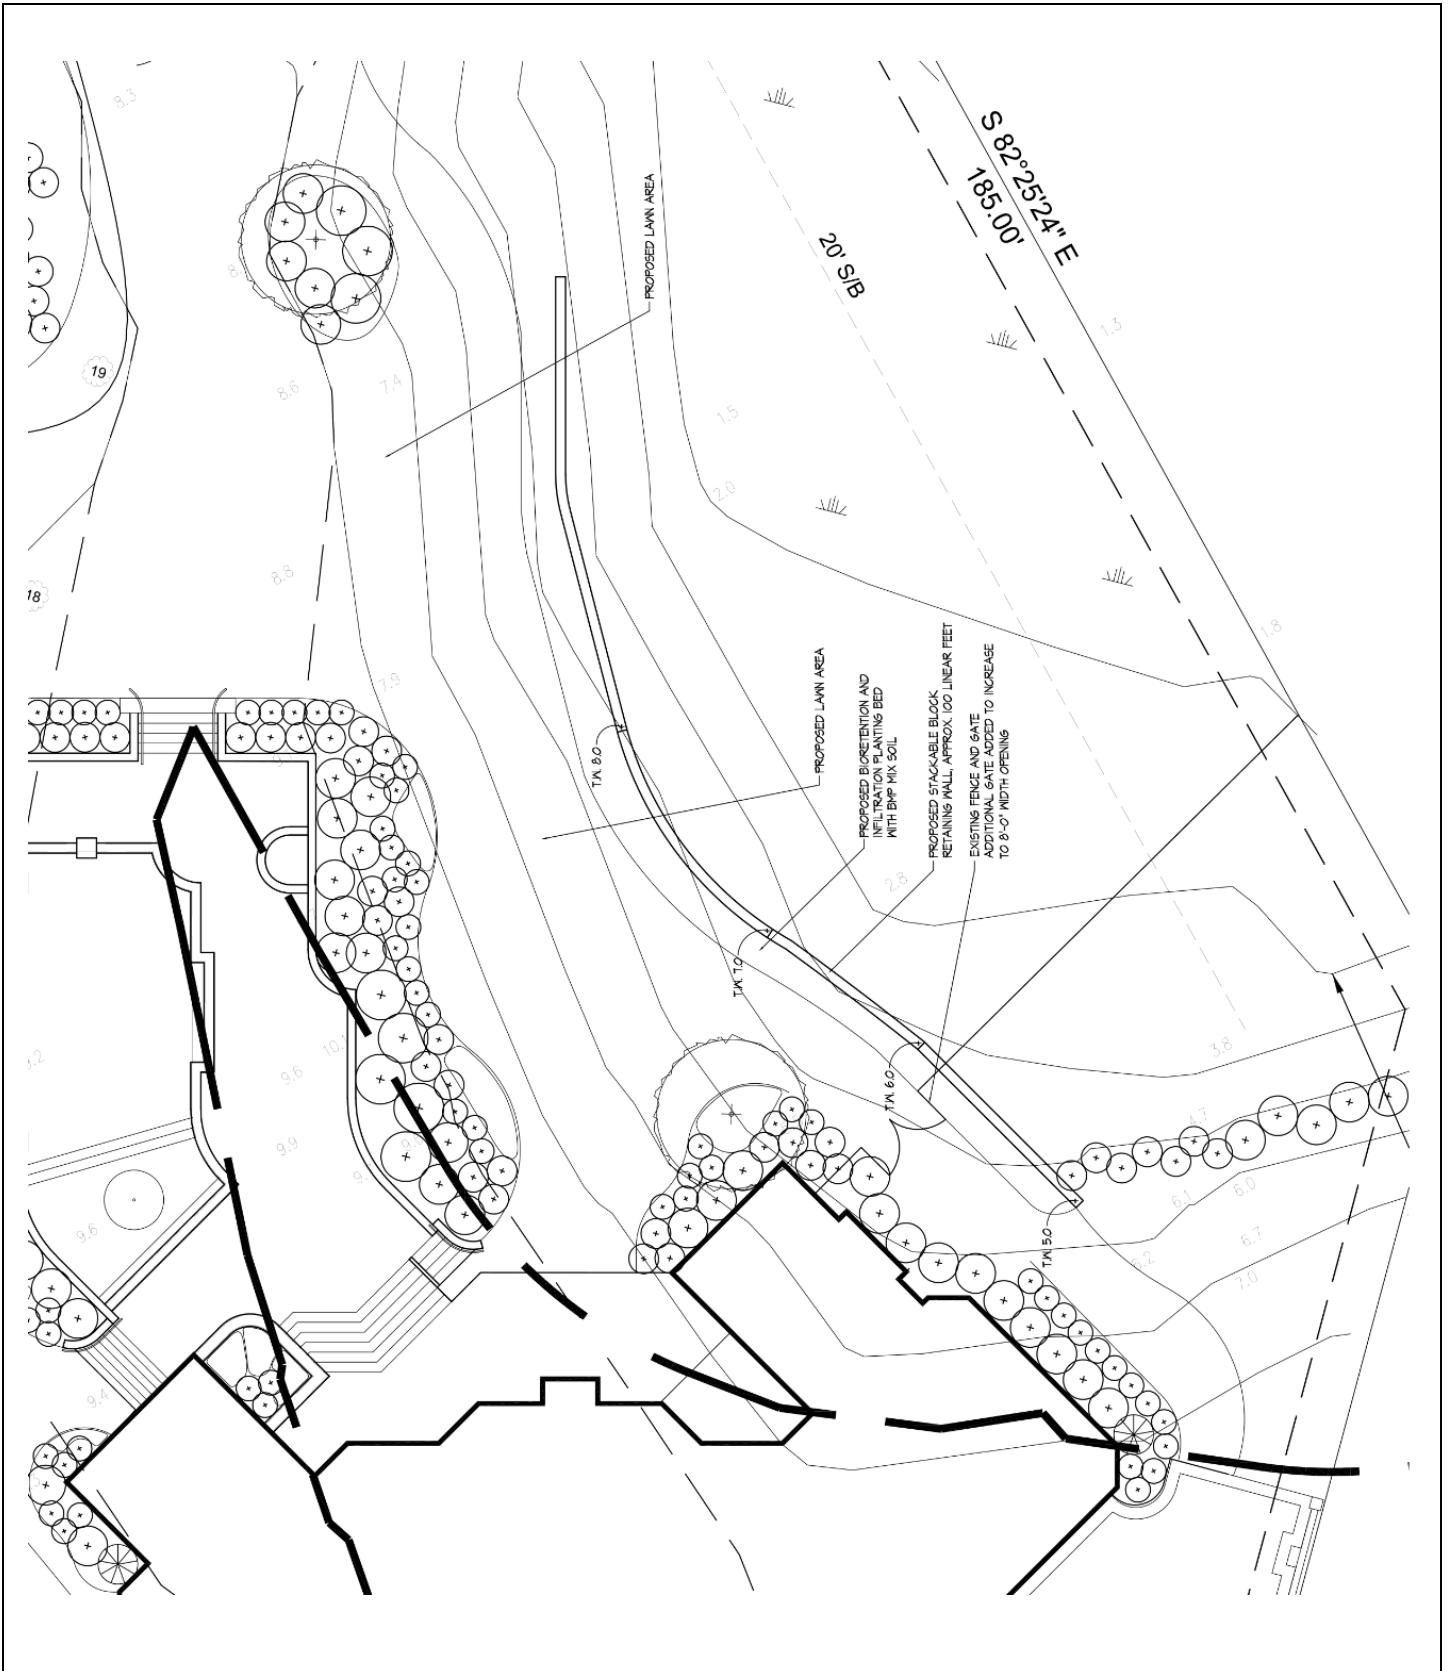 8.3
S 82°25'24" E
185.00'
PROPOSED LAWN AREA
20' S/B
1.3
19
8.6
7.4
1.5
2.0
8.8
18
1.8
7.9
PROPOSED LAWN AREA
PROPOSED BIORETENTION AND
INFILTRATION PLANTING BED
WITH BMP MIX SOIL
PROPOSED STACKABLE BLOCK
RETAINING WALL, APPROX. 100 LINEAR FEET
EXISTING FENCE AND GATE
ADDITIONAL GATE ADDED TO INCREASE
TO 8'-0" WIDTH OPENING
T.W. 8.0
2.8
T.W. 7.0
9.6
3.8
T.W. 6.0
4.7
9.9
6.1
6.0
9.6
T.W. 5.0
6.7
7.0
9.4